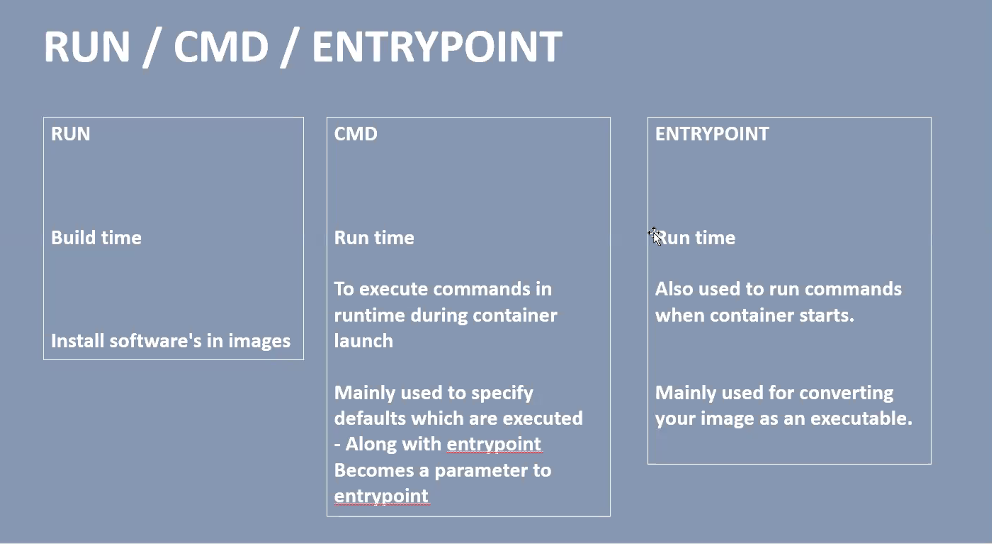 RUN / CMD / ENTRYPOINT
RUN
Build time
Install software's in images
CMD
Run time
To execute commands in
runtime during container
launch
Mainly used to specify
defaults which are executed
- Along with entrypoint
Becomes a parameter to
entrypoint
ENTRYPOINT
Run time
Also used to run commands
when container starts.
Mainly used for converting
your image as an executable.